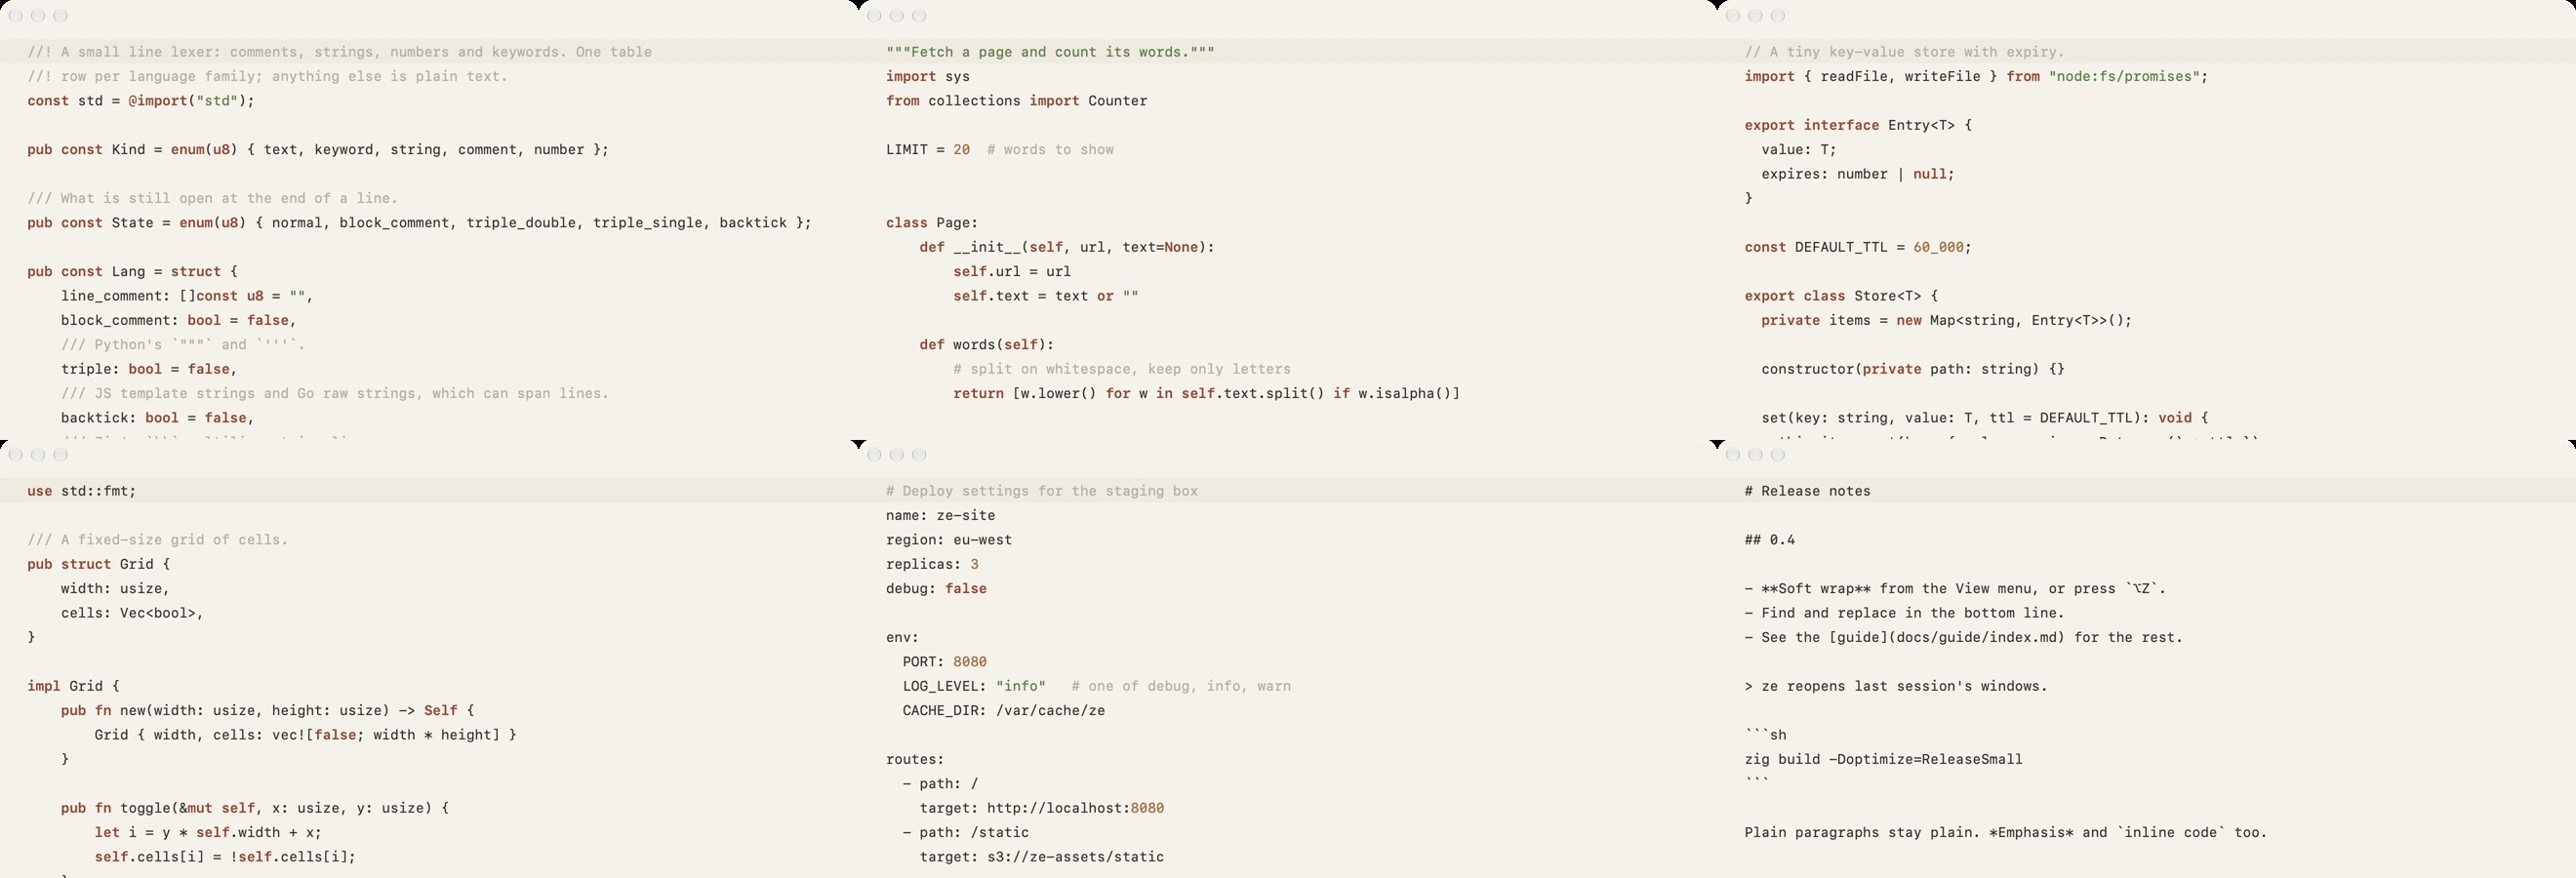 //! A small line lexer: comments, strings, numbers and keywords. One table
//! row per language family; anything else is plain text.
const std = @import("std");

pub const Kind = enum(u8) { text, keyword, string, comment, number };

/// What is still open at the end of a line.
pub const State = enum(u8) { normal, block_comment, triple_double, triple_single, backtick };

pub const Lang = struct {
    line_comment: []const u8 = "",
    block_comment: bool = false,
    /// Python's `"""` and `'''`.
    triple: bool = false,
    /// JS template strings and Go raw strings, which can span lines.
    backtick: bool = false,

"""Fetch a page and count its words."""
import sys
from collections import Counter

LIMIT = 20  # words to show


class Page:
    def __init__(self, url, text=None):
        self.url = url
        self.text = text or ""

    def words(self):
        # split on whitespace, keep only letters
        return [w.lower() for w in self.text.split() if w.isalpha()]

// A tiny key-value store with expiry.
import { readFile, writeFile } from "node:fs/promises";

export interface Entry<T> {
  value: T;
  expires: number | null;
}

const DEFAULT_TTL = 60_000;

export class Store<T> {
  private items = new Map<string, Entry<T>>();

  constructor(private path: string) {}

  set(key: string, value: T, ttl = DEFAULT_TTL): void {

use std::fmt;

/// A fixed-size grid of cells.
pub struct Grid {
    width: usize,
    cells: Vec<bool>,
}

impl Grid {
    pub fn new(width: usize, height: usize) -> Self {
        Grid { width, cells: vec![false; width * height] }
    }

    pub fn toggle(&mut self, x: usize, y: usize) {
        let i = y * self.width + x;
        self.cells[i] = !self.cells[i];

# Deploy settings for the staging box
name: ze-site
region: eu-west
replicas: 3
debug: false

env:
  PORT: 8080
  LOG_LEVEL: "info"   # one of debug, info, warn
  CACHE_DIR: /var/cache/ze

routes:
  - path: /
    target: http://localhost:8080
  - path: /static
    target: s3://ze-assets/static

# Release notes

## 0.4

- **Soft wrap** from the View menu, or press `⌥Z`.
- Find and replace in the bottom line.
- See the [guide](docs/guide/index.md) for the rest.

> ze reopens last session's windows.

```sh
zig build -Doptimize=ReleaseSmall
```

Plain paragraphs stay plain. *Emphasis* and `inline code` too.